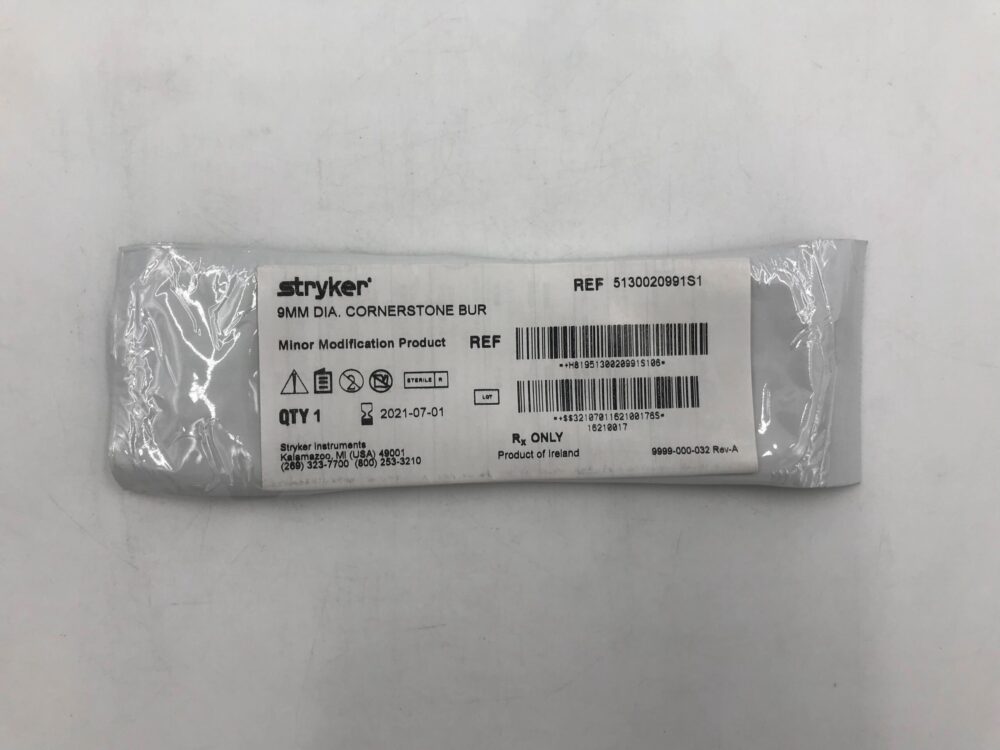 stryker®
REF 5130020991S1
9MM DIA. CORNERSTONE BUR
Minor Modification Product
REF
*+H8195130020991S106*
STERILE R
LOT
*+$$3210701162100176S*
16210017
QTY 1
2021-07-01
Rx ONLY
Product of Ireland
Stryker Instruments
Kalamazoo, MI (USA) 49001
(269) 323-7700 (800) 253-3210
9999-000-032 Rev-A